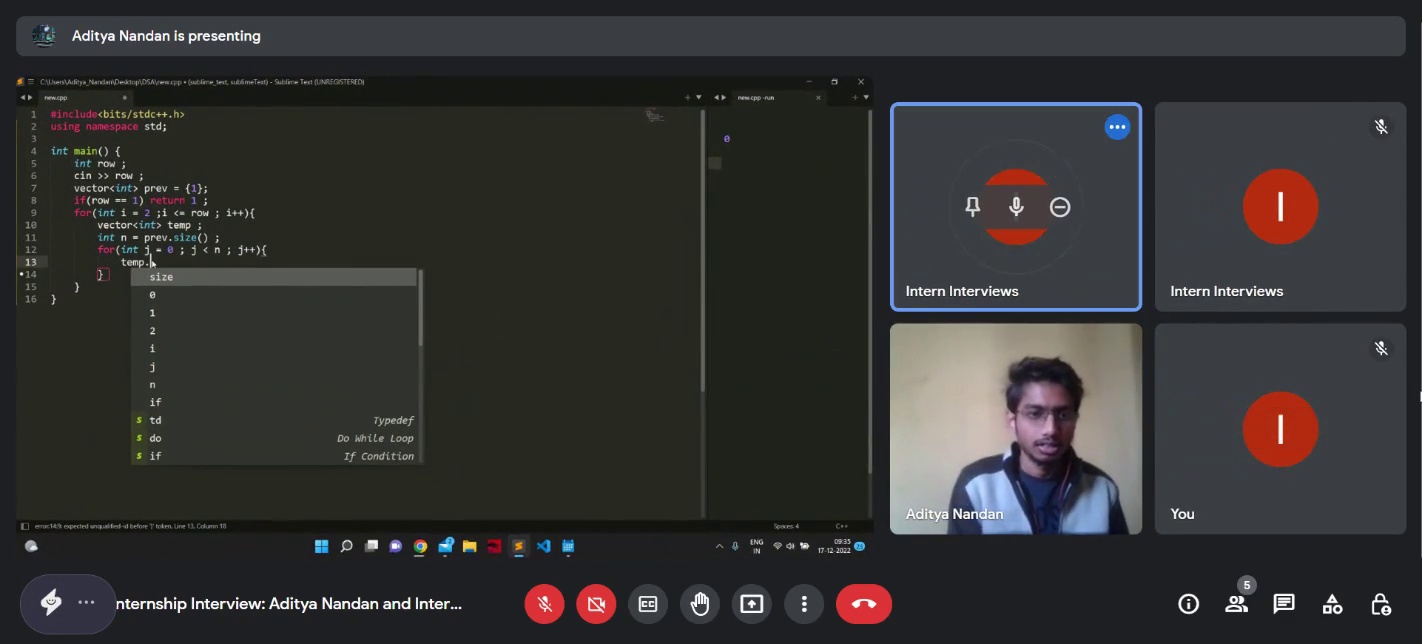 Aditya Nandan is presenting
C:\Users\Aditya_Nandan\Desktop\DSA\new.cpp • (sublime_text, sublimeText) - Sublime Text (UNREGISTERED)
new.cpp
new.cpp -run
1 #include<bits/stdc++.h>
2 using namespace std;
3
4 int main() {
5 int row ;
6 cin >> row ;
7 vector<int> prev = {1};
8 if(row == 1) return 1 ;
9 for(int i = 2 ;i <= row ; i++){
10 vector<int> temp ;
11 int n = prev.size() ;
12 for(int j = 0 ; j < n ; j++){
13 temp.
14 }
15 }
16 }
0
size
0
1
2
i
j
n
if
s td Typedef
s do Do While Loop
s if If Condition
error:14:9: expected unqualified-id before '}' token, Line 13, Column 18
Spaces: 4
C++
ENG
IN
09:35
17-12-2022
Intern Interviews
I
Intern Interviews
Aditya Nandan
I
You
nternship Interview: Aditya Nandan and Inter...
CC
5